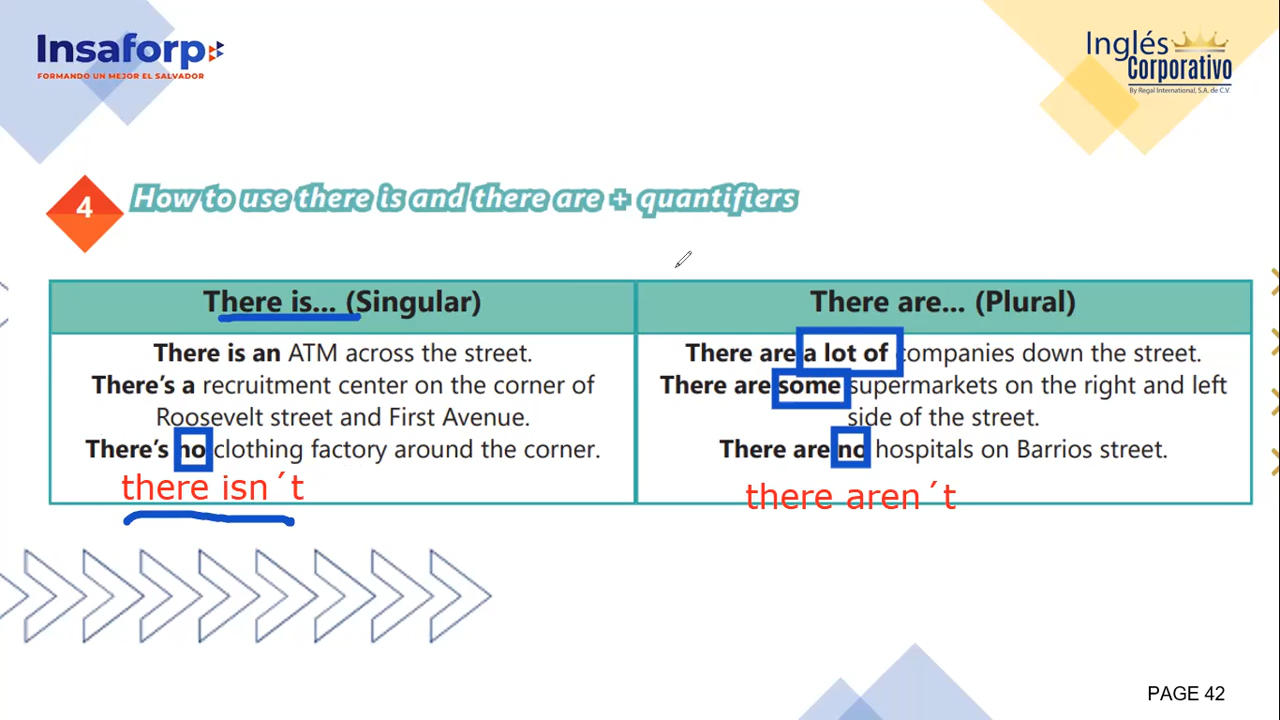 Insaforp
FORMANDO UN MEJOR EL SALVADOR
Inglés
Corporativo
By Regal International, S.A. de C.V.
4
How to use there is and there are + quantifiers
There is... (Singular)
There is an ATM across the street.
There's a recruitment center on the corner of
Roosevelt street and First Avenue.
There's no clothing factory around the corner.
there isn´t
There are... (Plural)
There are a lot of companies down the street.
There are some supermarkets on the right and left
side of the street.
There are no hospitals on Barrios street.
there aren´t
PAGE 42